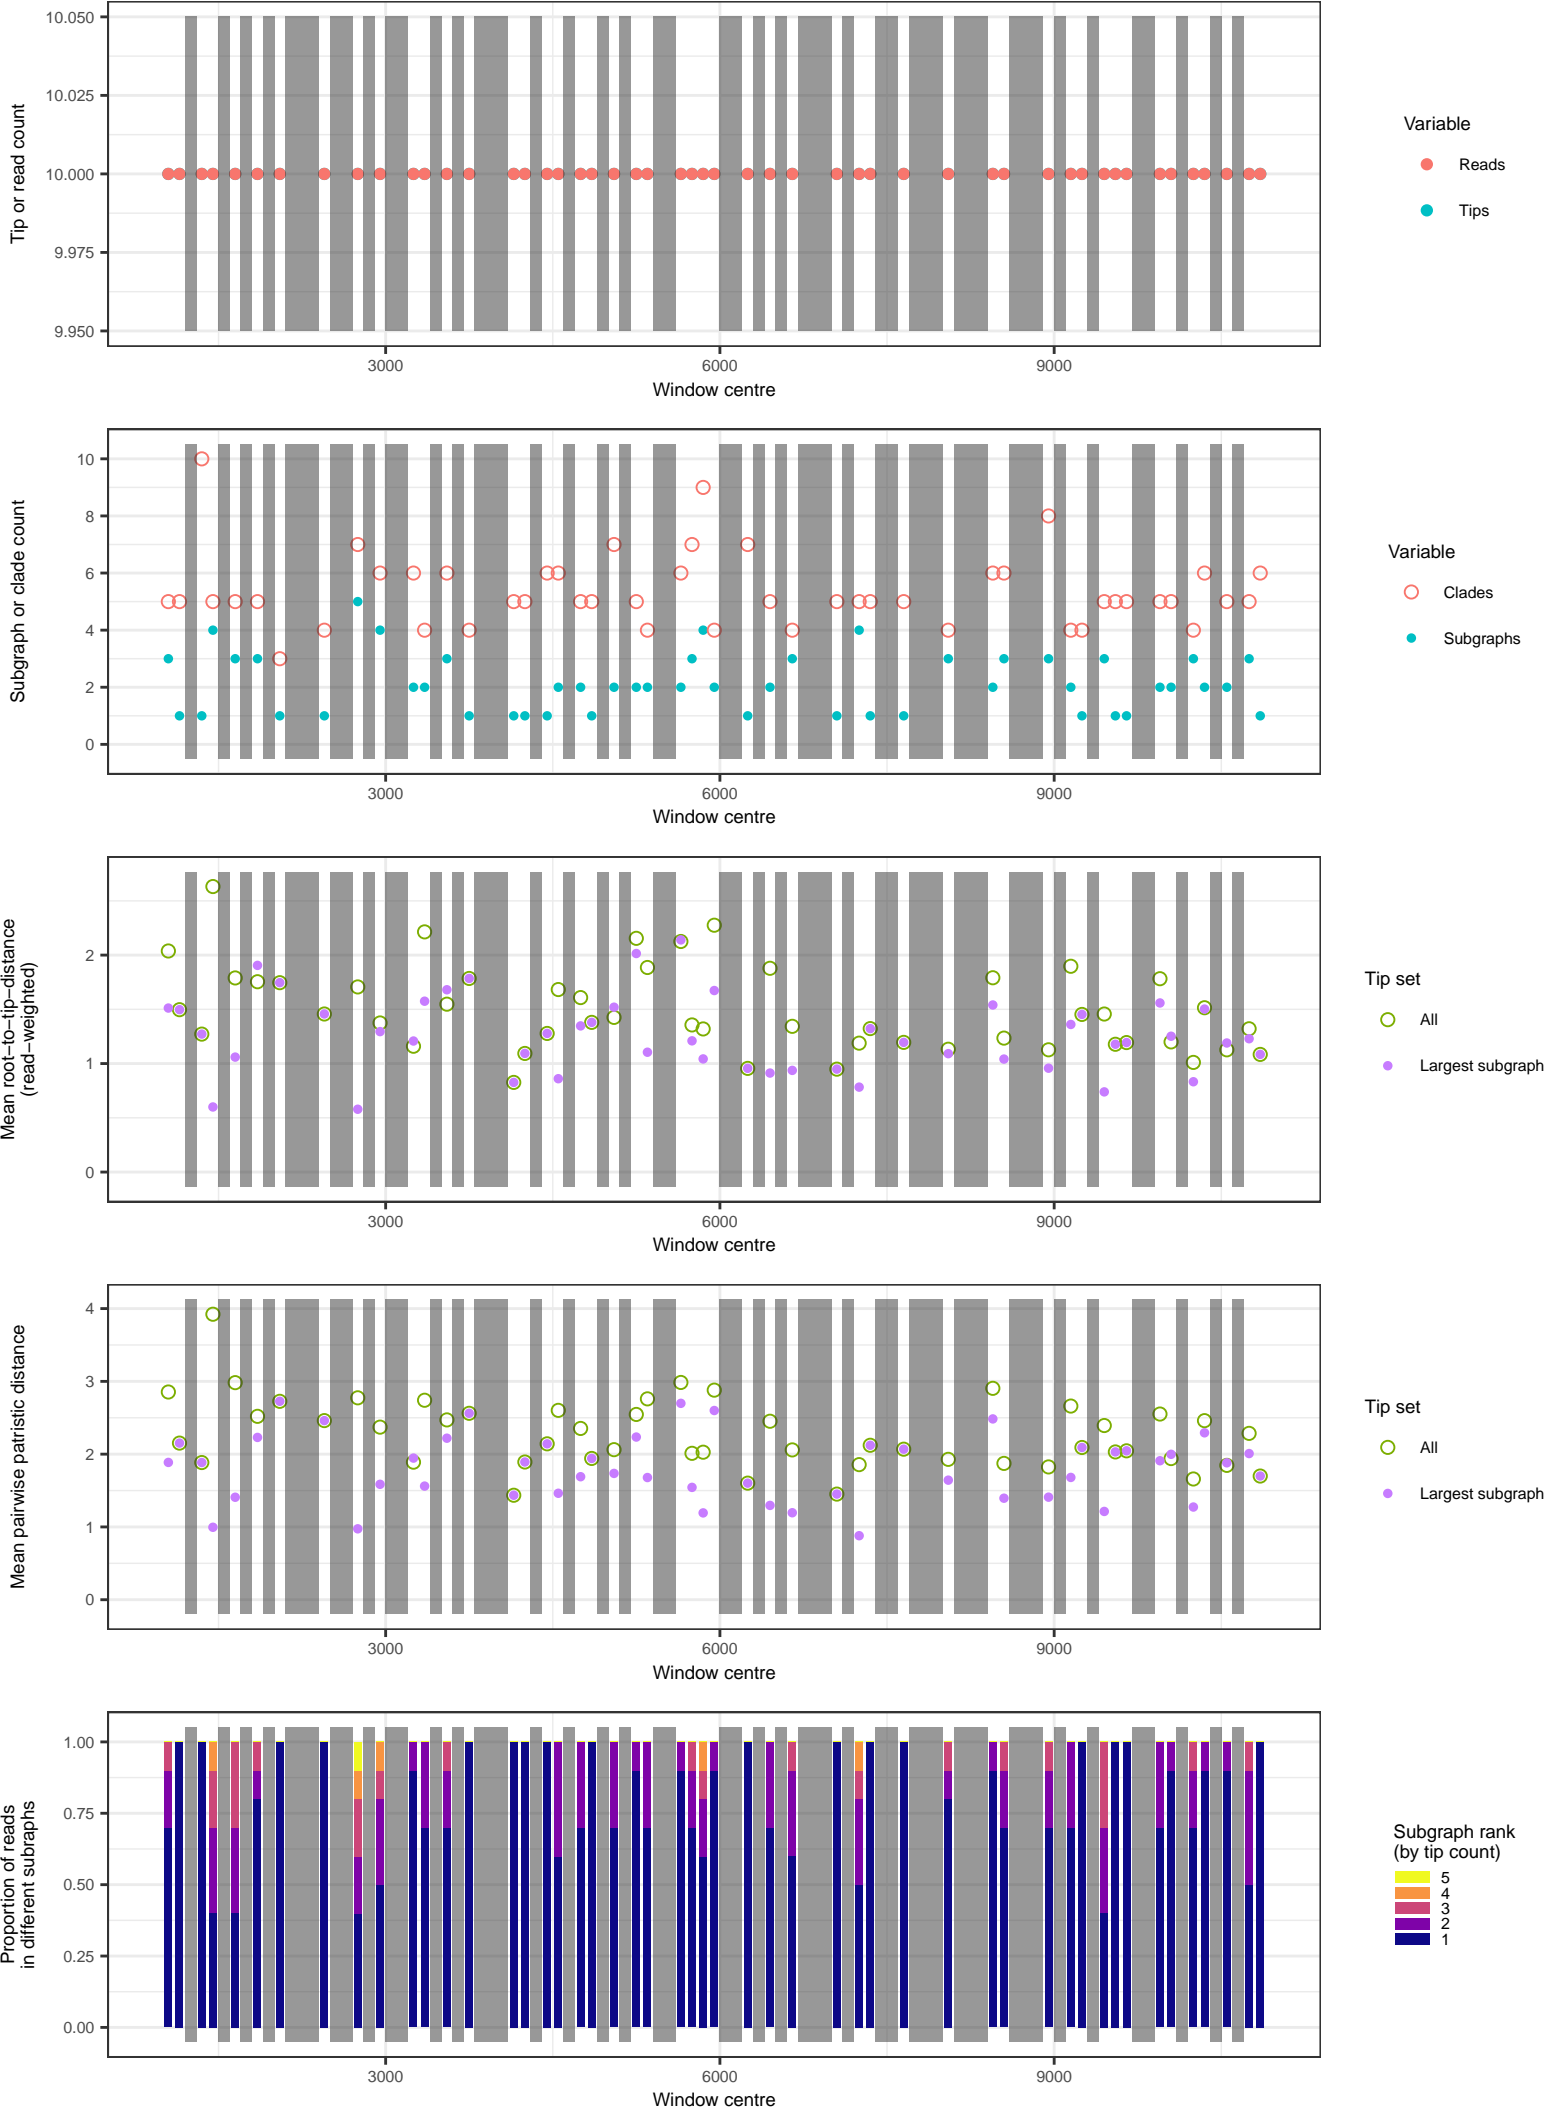 10.050
10.025
10.000
9.975
9.950
Tip or read count
3000
6000
9000
Window centre
Variable
Reads
Tips
10
8
6
4
2
0
Subgraph or clade count
3000
6000
9000
Window centre
Variable
Clades
Subgraphs
2
1
0
Mean root−to−tip−distance
(read−weighted)
3000
6000
9000
Window centre
Tip set
All
Largest subgraph
4
3
2
1
0
Mean pairwise patristic distance
3000
6000
9000
Window centre
Tip set
All
Largest subgraph
1.00
0.75
0.50
0.25
0.00
Proportion of reads
in different subraphs
3000
6000
9000
Window centre
Subgraph rank
(by tip count)
5
4
3
2
1